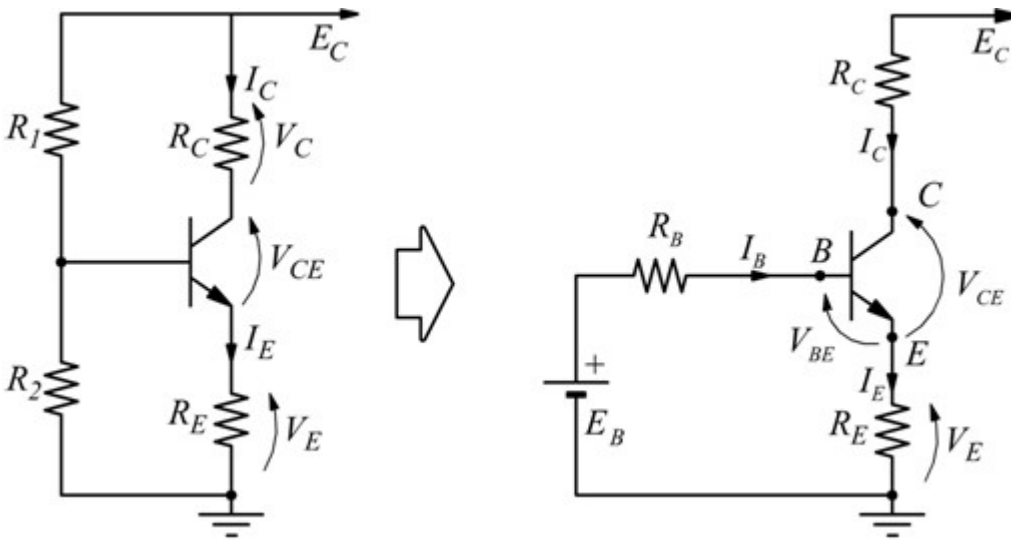 E_C
I_C
R_1
R_C
V_C
V_CE
I_E
R_2
R_E
V_E
E_C
R_C
I_C
C
R_B
I_B
B
V_CE
V_BE
E
I_E
+
E_B
R_E
V_E